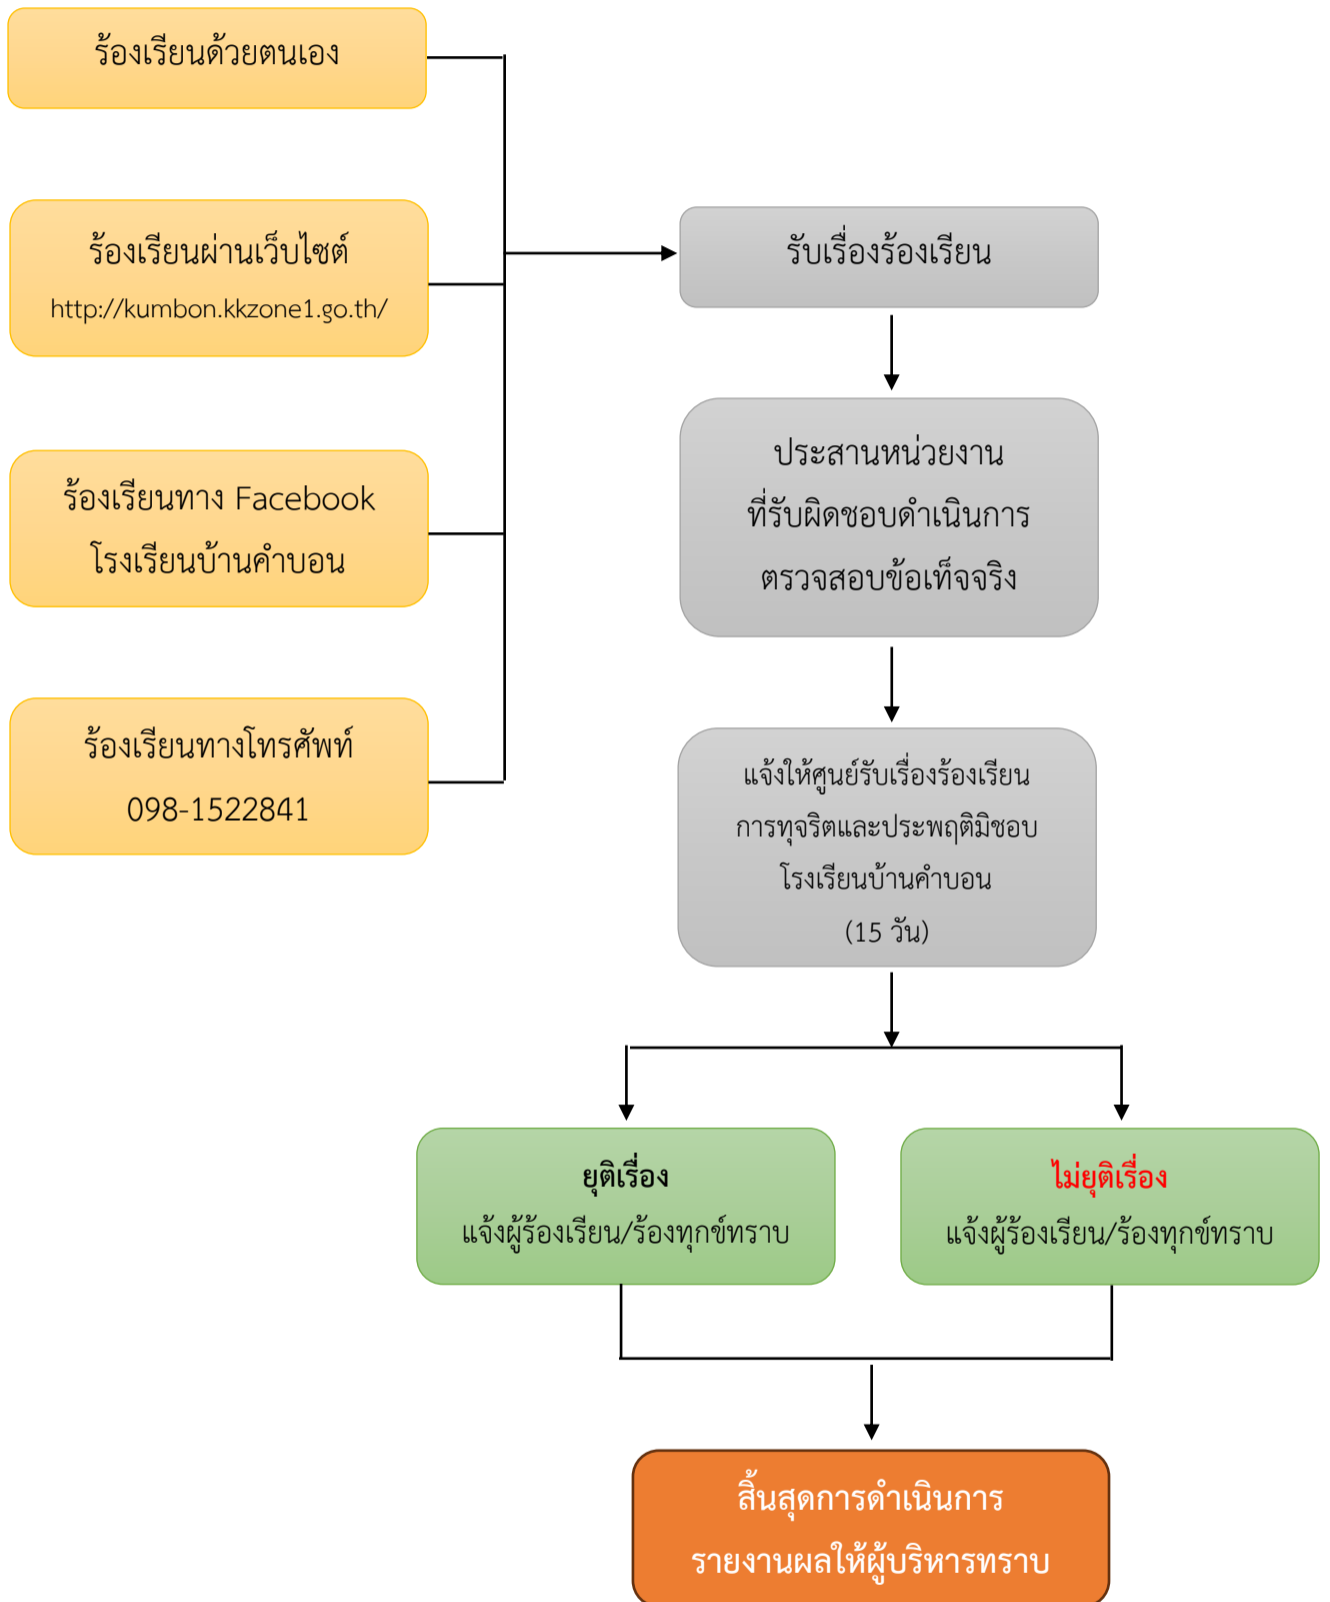 ร้องเรียนด้วยตนเอง
ร้องเรียนผ่านเว็บไซต์
http://kumbon.kkzone1.go.th/
ร้องเรียนทาง Facebook
โรงเรียนบ้านคำบอน
ร้องเรียนทางโทรศัพท์
098-1522841
รับเรื่องร้องเรียน
ประสานหน่วยงาน
ที่รับผิดชอบดำเนินการ
ตรวจสอบข้อเท็จจริง
แจ้งให้ศูนย์รับเรื่องร้องเรียน
การทุจริตและประพฤติมิชอบ
โรงเรียนบ้านคำบอน
(15 วัน)
ยุติเรื่อง
แจ้งผู้ร้องเรียน/ร้องทุกข์ทราบ
ไม่ยุติเรื่อง
แจ้งผู้ร้องเรียน/ร้องทุกข์ทราบ
สิ้นสุดการดำเนินการ
รายงานผลให้ผู้บริหารทราบ